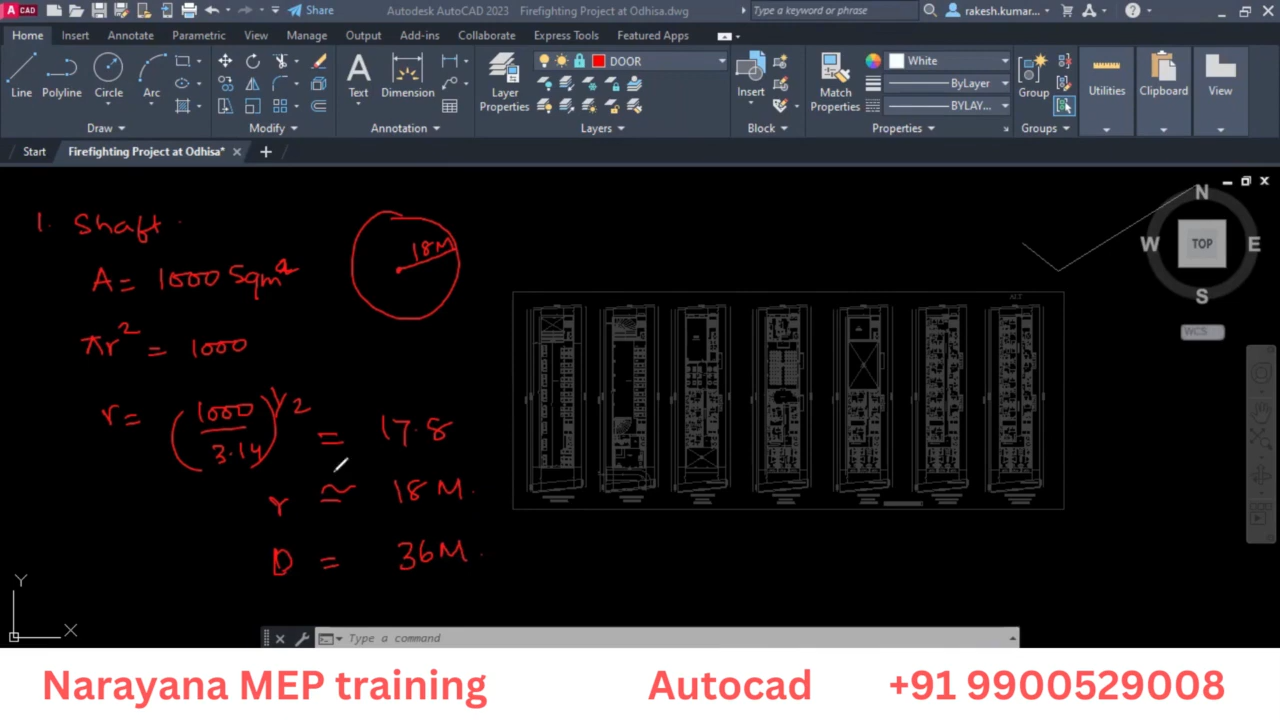 CAD
Share
Autodesk AutoCAD 2023 Firefighting Project at Odhisa.dwg
Type a keyword or phrase
rakesh.kumar...
Home Insert Annotate Parametric View Manage Output Add-ins Collaborate Express Tools Featured Apps
DOOR
White
ByLayer
BYLAY...
Line Polyline Circle Arc
Text Dimension
Layer Properties
Insert
Match Properties
Group
Utilities Clipboard View
Draw Modify Annotation Layers Block Properties Groups
Start Firefighting Project at Odhisa*
1. Shaft
18M
A = 1000 Sqm²
πr² = 1000
r = (1000/3.14)^1/2 = 17.8
r ≈ 18 M.
D = 36M.
N
W TOP E
S
WCS
ALT
Y
X
Type a command
Narayana MEP training Autocad +91 9900529008